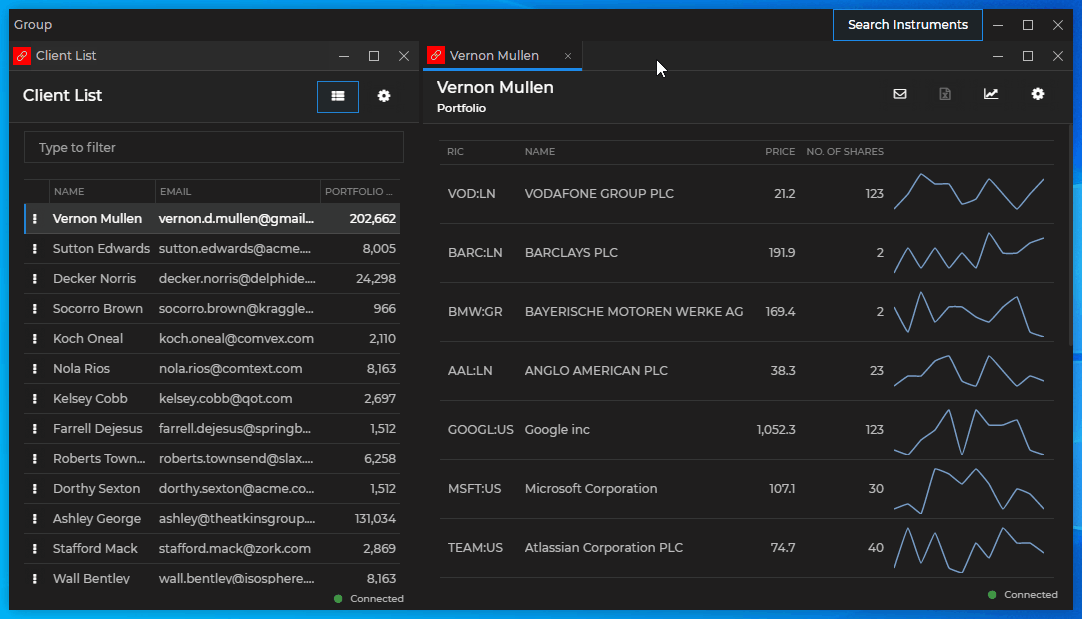 Group
Search Instruments
Client List
Client List
Type to filter
NAME EMAIL PORTFOLIO ...
Vernon Mullen vernon.d.mullen@gmail... 202,662
Sutton Edwards sutton.edwards@acme.... 8,005
Decker Norris decker.norris@delphide.... 24,298
Socorro Brown socorro.brown@kraggle... 966
Koch Oneal koch.oneal@comvex.com 2,110
Nola Rios nola.rios@comtext.com 8,163
Kelsey Cobb kelsey.cobb@qot.com 2,697
Farrell Dejesus farrell.dejesus@springb... 1,512
Roberts Town... roberts.townsend@slax.... 6,258
Dorthy Sexton dorthy.sexton@acme.co... 1,512
Ashley George ashley@theatkinsgroup.... 131,034
Stafford Mack stafford.mack@zork.com 2,869
Wall Bentley wall.bentley@isosphere.... 8,163
Connected
Vernon Mullen
Vernon Mullen
Portfolio
RIC NAME PRICE NO. OF SHARES
VOD:LN VODAFONE GROUP PLC 21.2 123
BARC:LN BARCLAYS PLC 191.9 2
BMW:GR BAYERISCHE MOTOREN WERKE AG 169.4 2
AAL:LN ANGLO AMERICAN PLC 38.3 23
GOOGL:US Google inc 1,052.3 123
MSFT:US Microsoft Corporation 107.1 30
TEAM:US Atlassian Corporation PLC 74.7 40
Connected